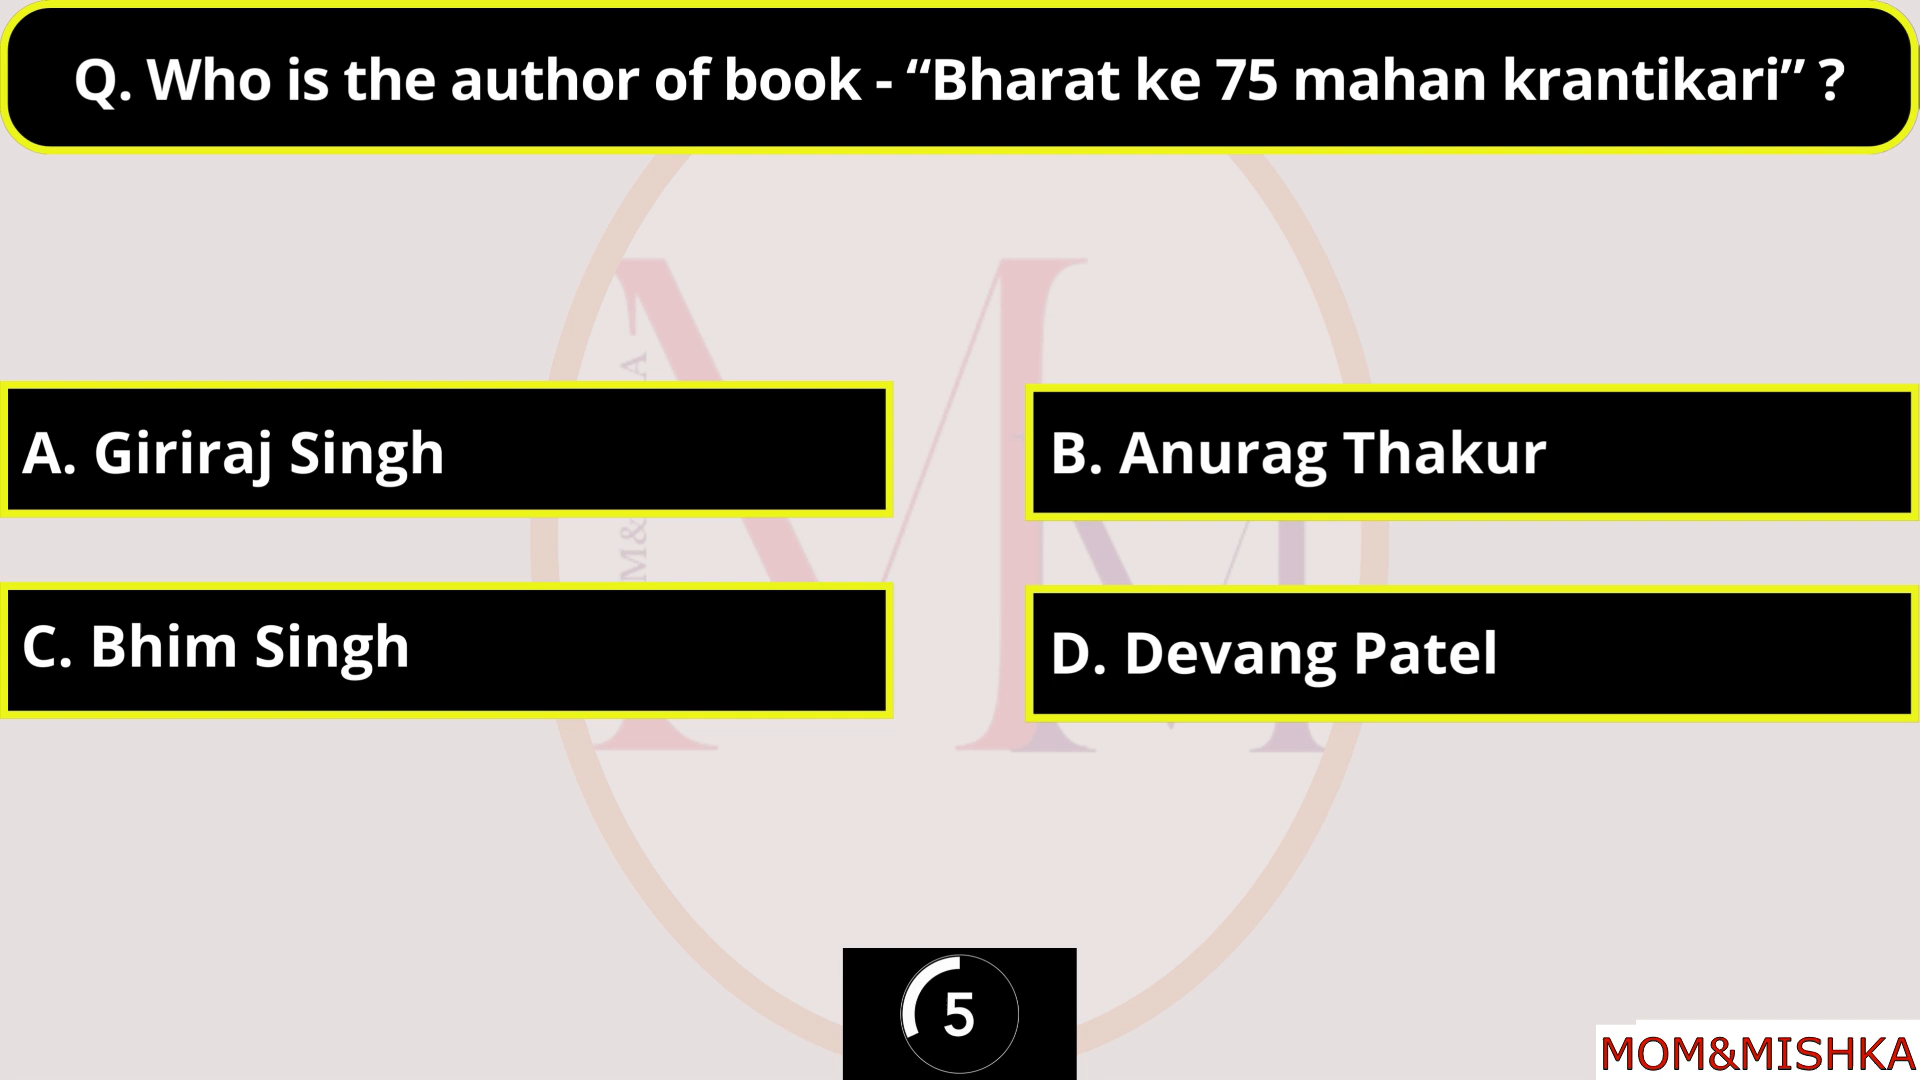 Q. Who is the author of book - “Bharat ke 75 mahan krantikari” ?
A. Giriraj Singh
B. Anurag Thakur
C. Bhim Singh
D. Devang Patel
M&
A
5
MOM&MISHKA